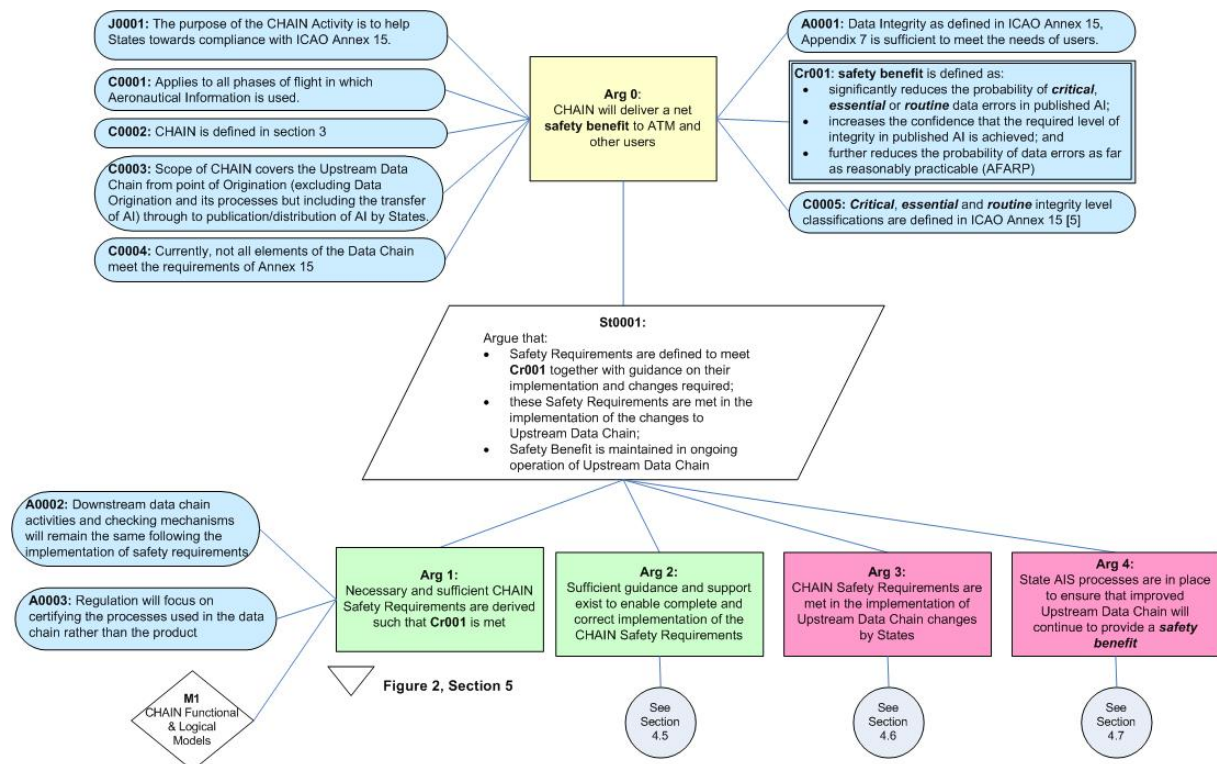 J0001: The purpose of the CHAIN Activity is to help
States towards compliance with ICAO Annex 15.
C0001: Applies to all phases of flight in which
Aeronautical Information is used.
C0002: CHAIN is defined in section 3
C0003: Scope of CHAIN covers the Upstream Data
Chain from point of Origination (excluding Data
Origination and its processes but including the transfer
of AI) through to publication/distribution of AI by States.
C0004: Currently, not all elements of the Data Chain
meet the requirements of Annex 15
Arg 0:
CHAIN will deliver a net
safety benefit to ATM and
other users
A0001: Data Integrity as defined in ICAO Annex 15,
Appendix 7 is sufficient to meet the needs of users.
Cr001: safety benefit is defined as:
• significantly reduces the probability of critical,
essential or routine data errors in published AI;
• increases the confidence that the required level of
integrity in published AI is achieved; and
• further reduces the probability of data errors as far
as reasonably practicable (AFARP)
C0005: Critical, essential and routine integrity level
classifications are defined in ICAO Annex 15 [5]
St0001:
Argue that:
• Safety Requirements are defined to meet
Cr001 together with guidance on their
implementation and changes required;
• these Safety Requirements are met in the
implementation of the changes to
Upstream Data Chain;
• Safety Benefit is maintained in ongoing
operation of Upstream Data Chain
A0002: Downstream data chain
activities and checking mechanisms
will remain the same following the
implementation of safety requirements
A0003: Regulation will focus on
certifying the processes used in the data
chain rather than the product
M1
CHAIN Functional
& Logical
Models
Arg 1:
Necessary and sufficient CHAIN
Safety Requirements are derived
such that Cr001 is met
Figure 2, Section 5
Arg 2:
Sufficient guidance and support
exist to enable complete and
correct implementation of the
CHAIN Safety Requirements
See
Section
4.5
Arg 3:
CHAIN Safety Requirements are
met in the implementation of
Upstream Data Chain changes
by States
See
Section
4.6
Arg 4:
State AIS processes are in place
to ensure that improved
Upstream Data Chain will
continue to provide a safety
benefit
See
Section
4.7